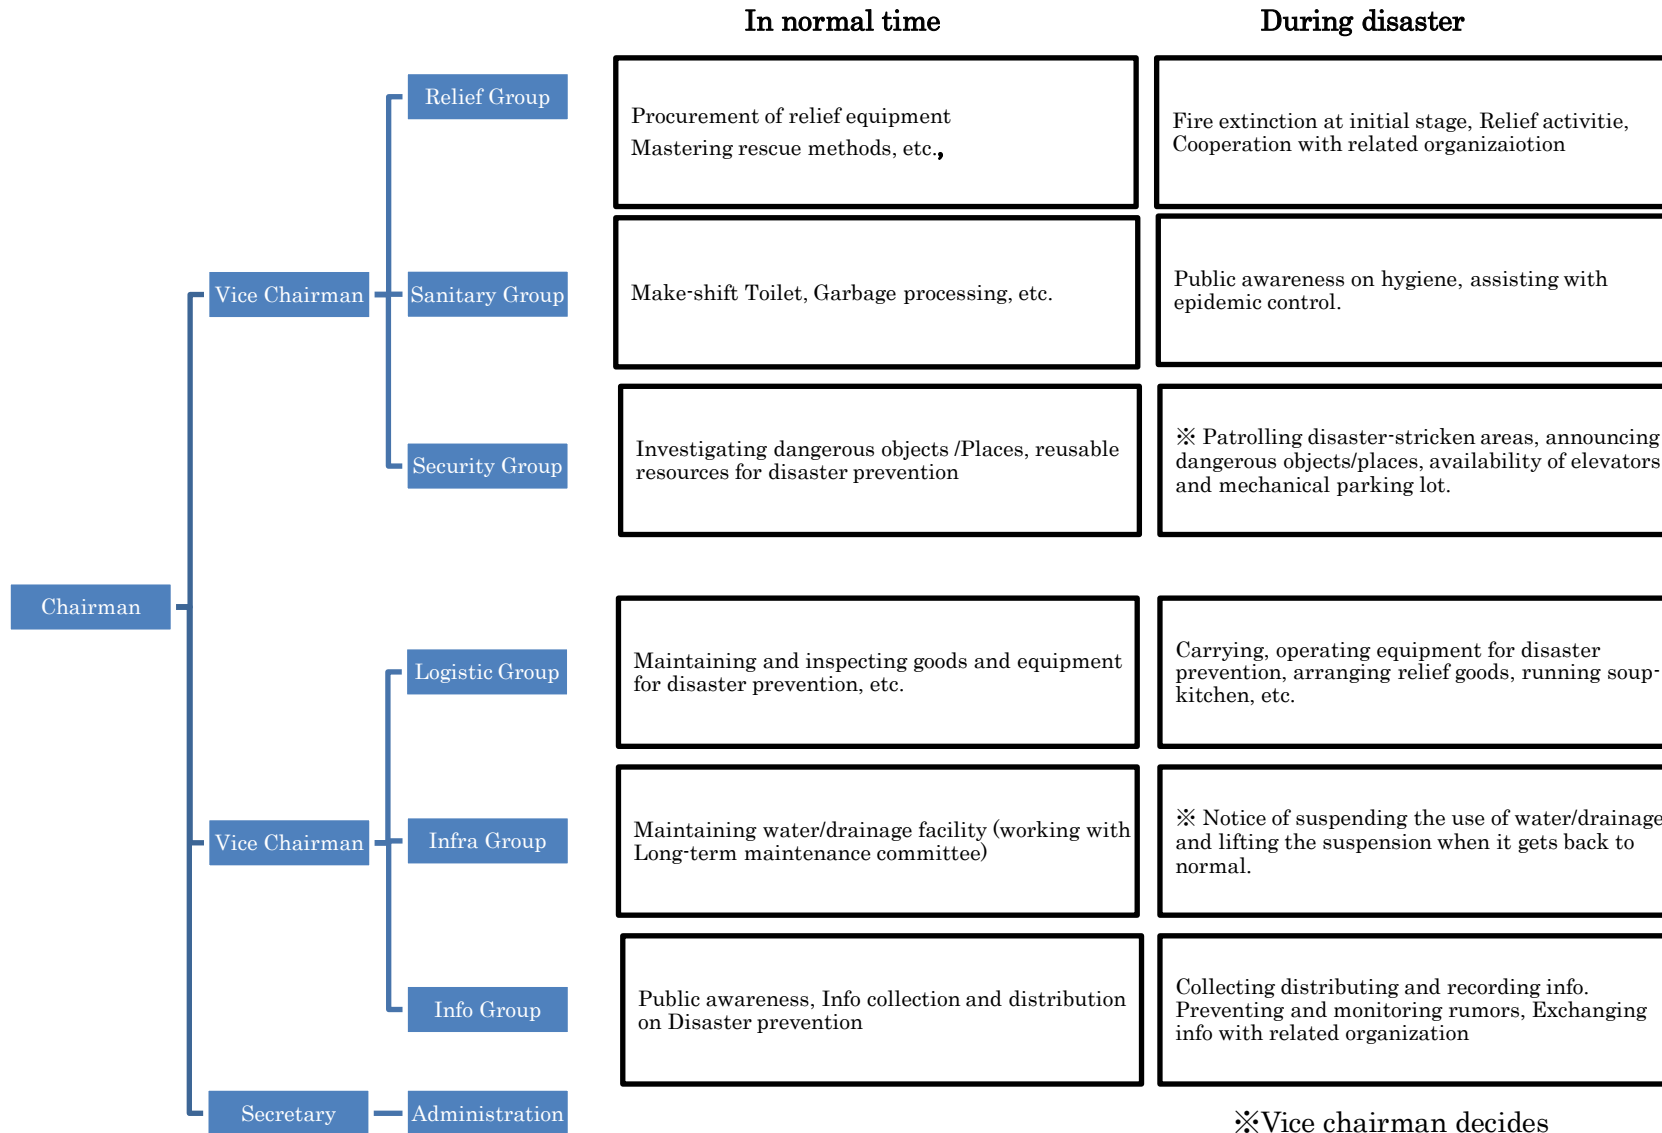 In normal time
During disaster
Relief Group
Procurement of relief equipment
Mastering rescue methods, etc.,
Fire extinction at initial stage, Relief activitie,
Cooperation with related organizaiotion
Vice Chairman
Sanitary Group
Make-shift Toilet, Garbage processing, etc.
Public awareness on hygiene, assisting with
epidemic control.
Security Group
Investigating dangerous objects /Places, reusable
resources for disaster prevention
※ Patrolling disaster-stricken areas, announcing
dangerous objects/places, availability of elevators
and mechanical parking lot.
Chairman
Logistic Group
Maintaining and inspecting goods and equipment
for disaster prevention, etc.
Carrying, operating equipment for disaster
prevention, arranging relief goods, running soup-
kitchen, etc.
Vice Chairman
Infra Group
Maintaining water/drainage facility (working with
Long-term maintenance committee)
※ Notice of suspending the use of water/drainage
and lifting the suspension when it gets back to
normal.
Info Group
Public awareness, Info collection and distribution
on Disaster prevention
Collecting distributing and recording info.
Preventing and monitoring rumors, Exchanging
info with related organization
Secretary
Administration
※Vice chairman decides